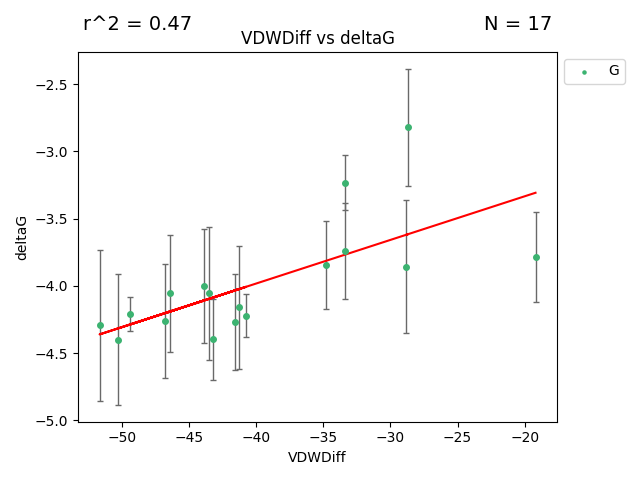 r^2 = 0.47
N = 17
VDWDiff vs deltaG
G
deltaG
−2.5
−3.0
−3.5
−4.0
−4.5
−5.0
−50
−45
−40
−35
−30
−25
−20
VDWDiff